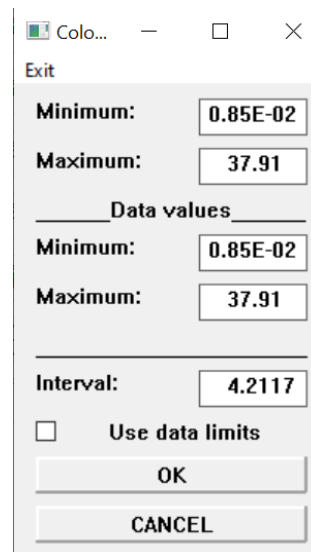 Colo...
Exit
Minimum: 0.85E-02
Maximum: 37.91
Data values
Minimum: 0.85E-02
Maximum: 37.91
Interval: 4.2117
Use data limits
OK
CANCEL